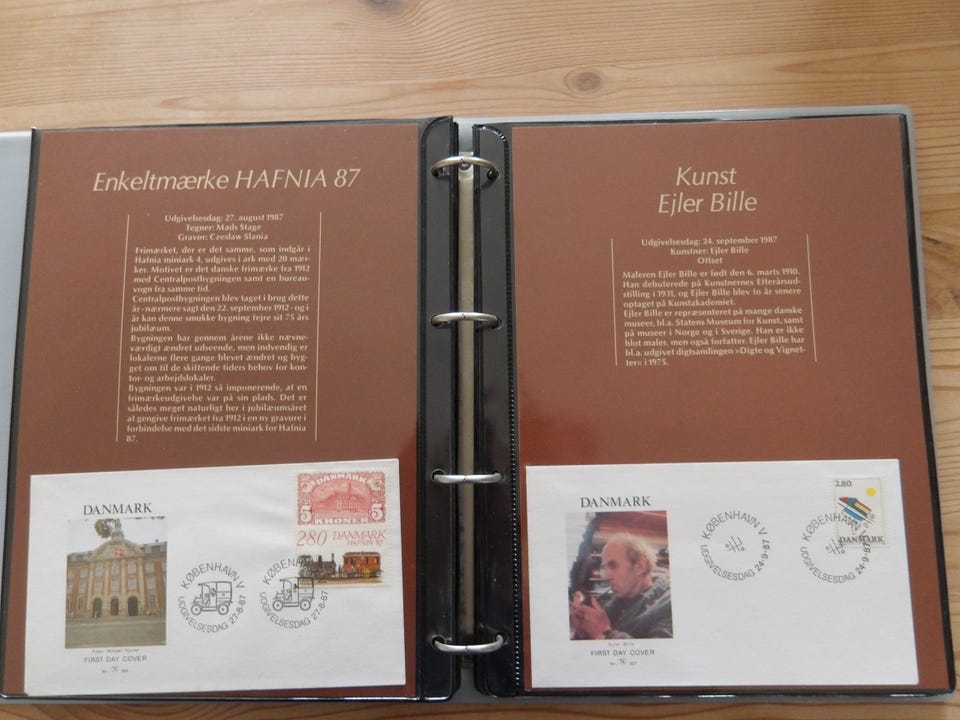 Enkeltmærke HAFNIA 87
Udgivelsesdag: 27. august 1987
Tegner: Mads Stage
Gravør: Czeslaw Slania
Frimærket, der er det samme, som indgår i
Hafnia miniark 4, udgives i ark med 20 mær-
ker. Motivet er det danske frimærke fra 1912
med Centralpostbygningen samt en bureau-
vogn fra samme tid.
Centralpostbygningen blev taget i brug dette
år - nærmere sagt den 22. september 1912 - og i
år kan denne smukke bygning fejre sit 75 års
jubilæum.
Bygningen har gennem årene ikke nævne-
værdigt ændret udseende, men indvendig er
lokalerne flere gange blevet ændret og byg-
get om til de skiftende tiders behov for kon-
tor- og arbejdslokaler.
Bygningen var i 1912 så imponerende, at en
frimærkeudgivelse var på sin plads. Det er
således meget naturligt her i jubilæumsåret
at gengive frimærket fra 1912 i en ny gravure i
forbindelse med det sidste miniark for Hafnia
87.
DANMARK
FIRST DAY COVER
KØBENHAVN V
UDGIVELSESDAG 27-8-87
KØBENHAVN V
UDGIVELSESDAG 27-8-87
DANMARK
5 5
KRONER
280 DANMARK
HAFNIA 87
Kunst
Ejler Bille
Udgivelsesdag: 24. september 1987
Kunstner: Ejler Bille
Offset
Maleren Ejler Bille er født den 6. marts 1910.
Han debuterede på Kunstnernes Efterårsud-
stilling i 1931, og Ejler Bille blev to år senere
optaget på Kunstakademiet.
Ejler Bille er repræsenteret på mange danske
museer, bl.a. Statens Museum for Kunst, samt
på museer i Norge og i Sverige. Han er ikke
blot maler, men også forfatter. Ejler Bille har
bl.a. udgivet digtsamlingen »Digte og Vignet-
ter« i 1975.
DANMARK
Ejler Bille
FIRST DAY COVER
KØBENHAVN V
UDGIVELSESDAG 24-9-87
KØBENHAVN V
UDGIVELSESDAG 24-9-87
2.80
DANMARK